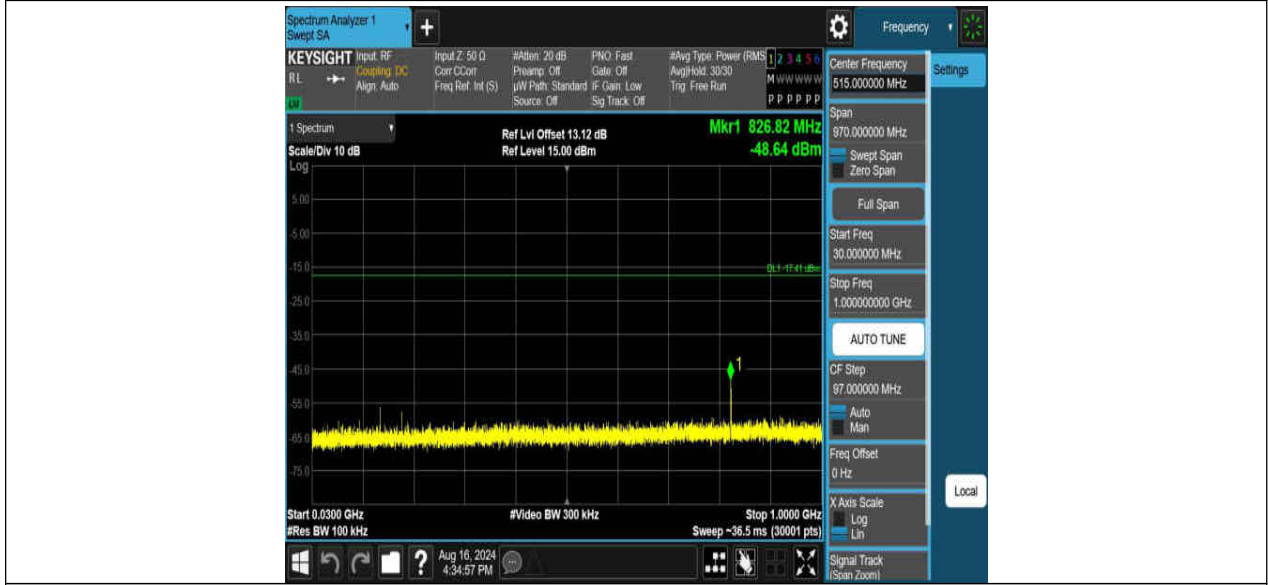 Spectrum Analyzer 1
Swept SA
+
Frequency
KEYSIGHT
RL
Input: RF
Coupling: DC
Align: Auto
Input Z: 50 Ω
Corr CCorr
Freq Ref: Int (S)
#Atten: 20 dB
Preamp: Off
µW Path: Standard
Source: Off
PNO: Fast
Gate: Off
IF Gain: Low
Sig Track: Off
#Avg Type: Power (RMS
Avg|Hold: 30/30
Trig: Free Run
1 2 3 4 5 6
M W W W W W
P P P P P P
1 Spectrum
Scale/Div 10 dB
Ref Lvl Offset 13.12 dB
Ref Level 15.00 dBm
Mkr1 826.82 MHz
-48.64 dBm
Log
5.00
-5.00
-15.0
DL1 -17.41 dBm
-25.0
-35.0
-45.0
1
-55.0
-65.0
-75.0
Start 0.0300 GHz
#Video BW 300 kHz
Stop 1.0000 GHz
#Res BW 100 kHz
Sweep ~36.5 ms (30001 pts)
?
Aug 16, 2024
4:34:57 PM
Center Frequency
515.000000 MHz
Settings
Span
970.000000 MHz
Swept Span
Zero Span
Full Span
Start Freq
30.000000 MHz
Stop Freq
1.000000000 GHz
AUTO TUNE
CF Step
97.000000 MHz
Auto
Man
Freq Offset
0 Hz
Local
X Axis Scale
Log
Lin
Signal Track
(Span Zoom)